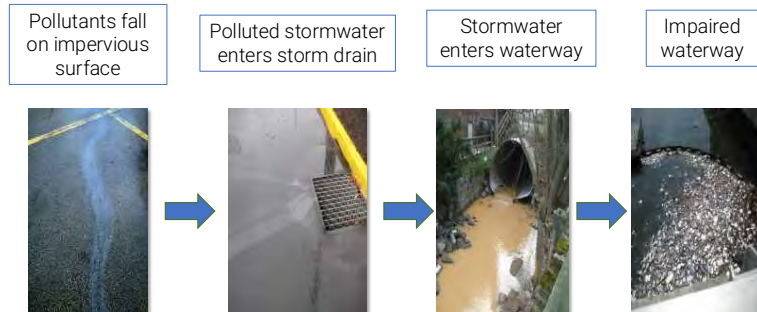 Pollutants fall
on impervious
surface
Polluted stormwater
enters storm drain
Stormwater
enters waterway
Impaired
waterway